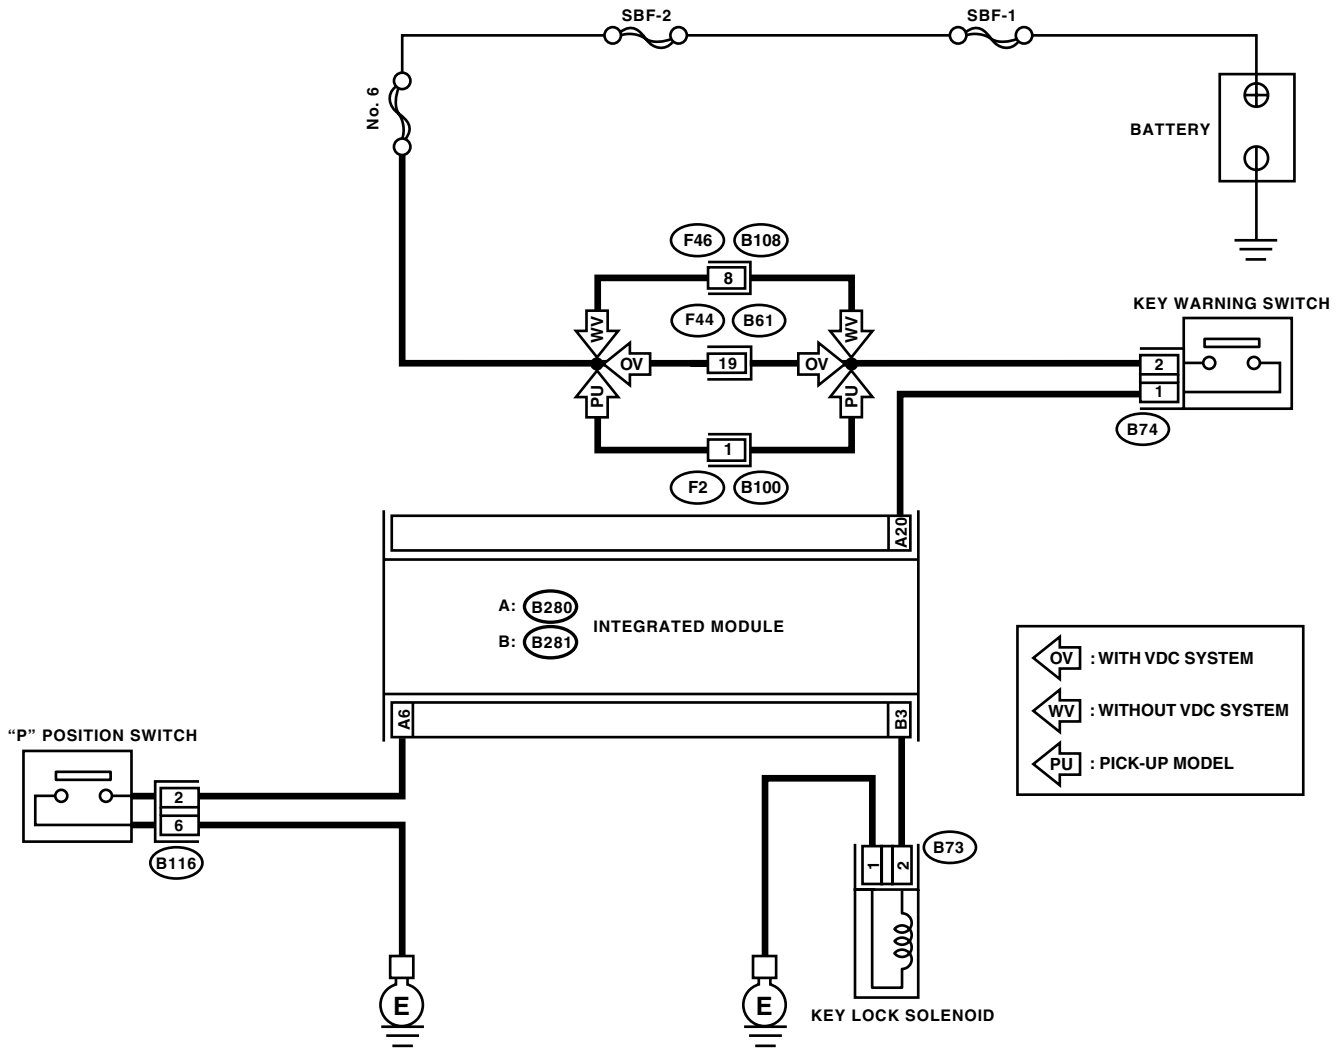 SBF-2
SBF-1
No. 6
BATTERY
F46
B108
8
KEY WARNING SWITCH
F44
B61
WV
WV
OV
19
OV
2
1
PU
PU
B74
1
F2
B100
A20
A: B280
B: B281
INTEGRATED MODULE
OV : WITH VDC SYSTEM
WV : WITHOUT VDC SYSTEM
PU : PICK-UP MODEL
A6
B3
“P” POSITION SWITCH
2
6
B116
1
2
B73
E
E
KEY LOCK SOLENOID